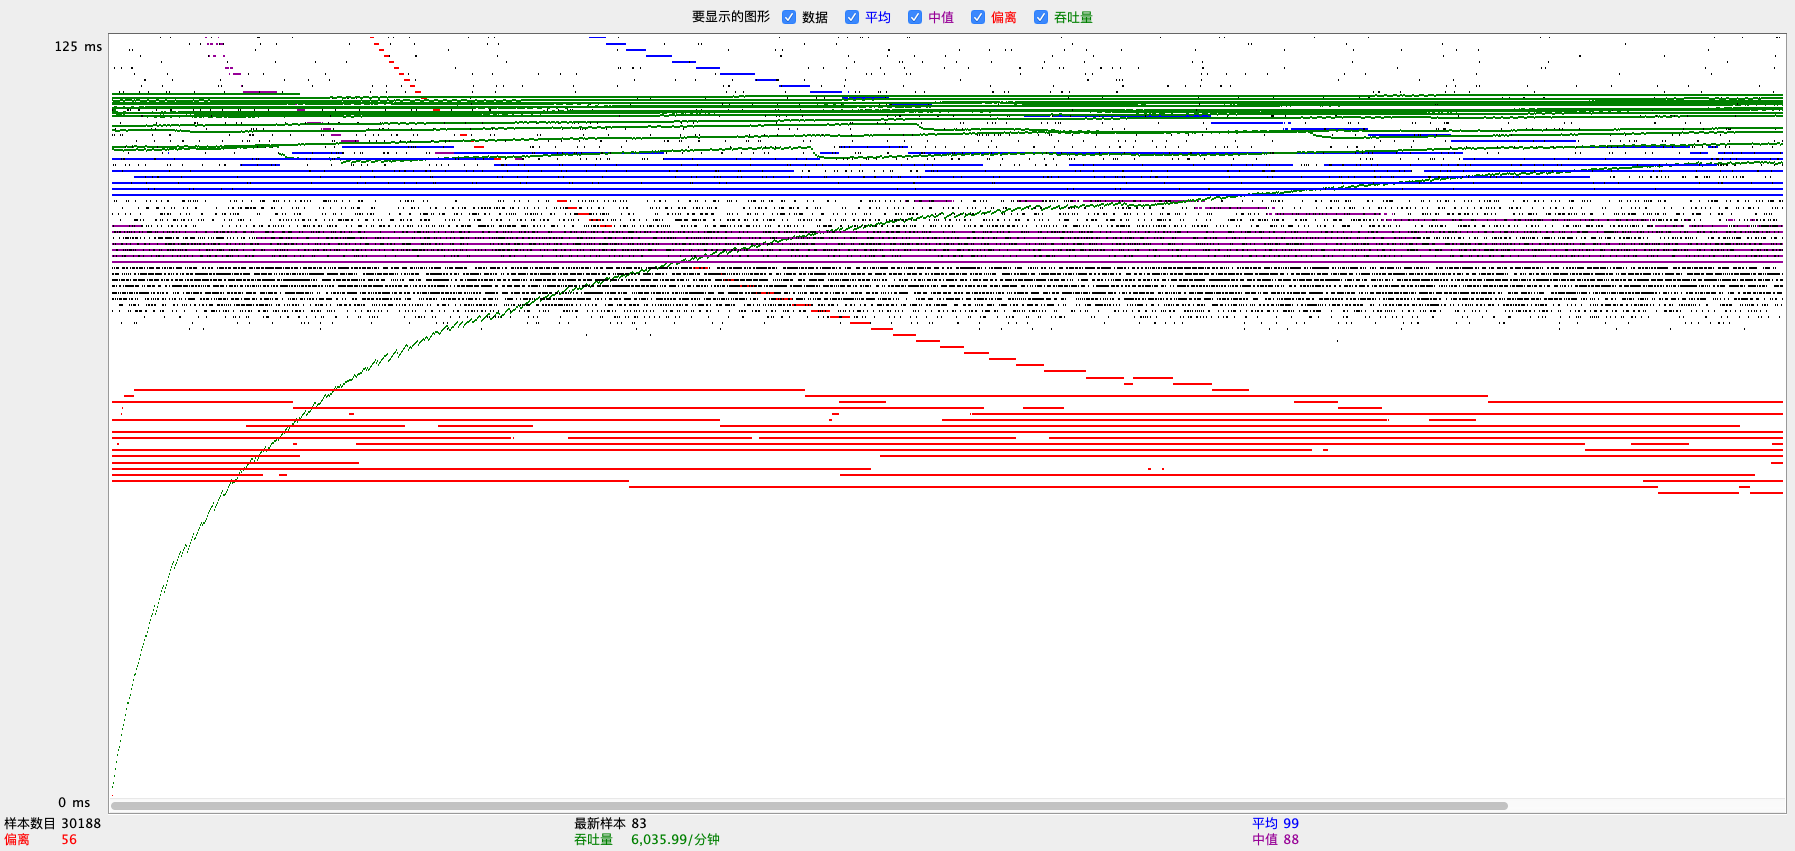 要显示的图形 数据 平均 中值 偏离 吞吐量
125 ms
0 ms
样本数目 30188 最新样本 83 平均 99
偏离 56 吞吐量 6,035.99/分钟 中值 88